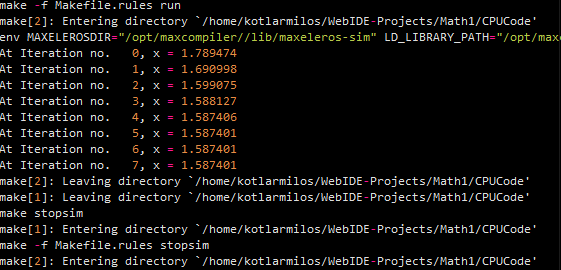 make -f Makefile.rules run
make[2]: Entering directory `/home/kotlarmilos/WebIDE-Projects/Math1/CPUCode'
env MAXELEROSDIR="/opt/maxcompiler//lib/maxeleros-sim" LD_LIBRARY_PATH="/opt/max
At Iteration no.   0, x = 1.789474
At Iteration no.   1, x = 1.690998
At Iteration no.   2, x = 1.599075
At Iteration no.   3, x = 1.588127
At Iteration no.   4, x = 1.587406
At Iteration no.   5, x = 1.587401
At Iteration no.   6, x = 1.587401
At Iteration no.   7, x = 1.587401
make[2]: Leaving directory `/home/kotlarmilos/WebIDE-Projects/Math1/CPUCode'
make[1]: Leaving directory `/home/kotlarmilos/WebIDE-Projects/Math1/CPUCode'
make stopsim
make[1]: Entering directory `/home/kotlarmilos/WebIDE-Projects/Math1/CPUCode'
make -f Makefile.rules stopsim
make[2]: Entering directory `/home/kotlarmilos/WebIDE-Projects/Math1/CPUCode'